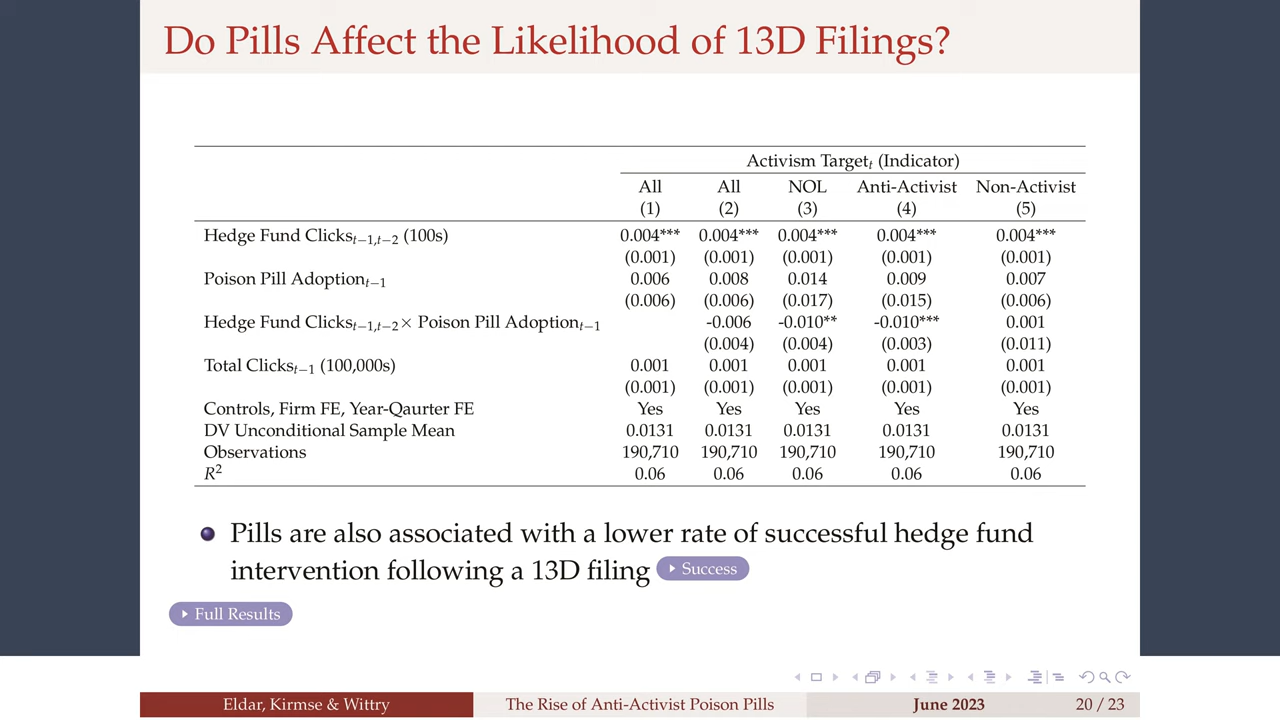 Do Pills Affect the Likelihood of 13D Filings?
Activism Targetₜ (Indicator)
All All NOL Anti-Activist Non-Activist
(1) (2) (3) (4) (5)
Hedge Fund Clicksₜ₋₁,ₜ₋₂ (100s) 0.004*** 0.004*** 0.004*** 0.004*** 0.004***
(0.001) (0.001) (0.001) (0.001) (0.001)
Poison Pill Adoptionₜ₋₁ 0.006 0.008 0.014 0.009 0.007
(0.006) (0.006) (0.017) (0.015) (0.006)
Hedge Fund Clicksₜ₋₁,ₜ₋₂× Poison Pill Adoptionₜ₋₁ -0.006 -0.010** -0.010*** 0.001
(0.004) (0.004) (0.003) (0.011)
Total Clicksₜ₋₁ (100,000s) 0.001 0.001 0.001 0.001 0.001
(0.001) (0.001) (0.001) (0.001) (0.001)
Controls, Firm FE, Year-Qaurter FE Yes Yes Yes Yes Yes
DV Unconditional Sample Mean 0.0131 0.0131 0.0131 0.0131 0.0131
Observations 190,710 190,710 190,710 190,710 190,710
R² 0.06 0.06 0.06 0.06 0.06
Pills are also associated with a lower rate of successful hedge fund
intervention following a 13D filing Success
Full Results
Eldar, Kirmse & Wittry The Rise of Anti-Activist Poison Pills June 2023 20 / 23